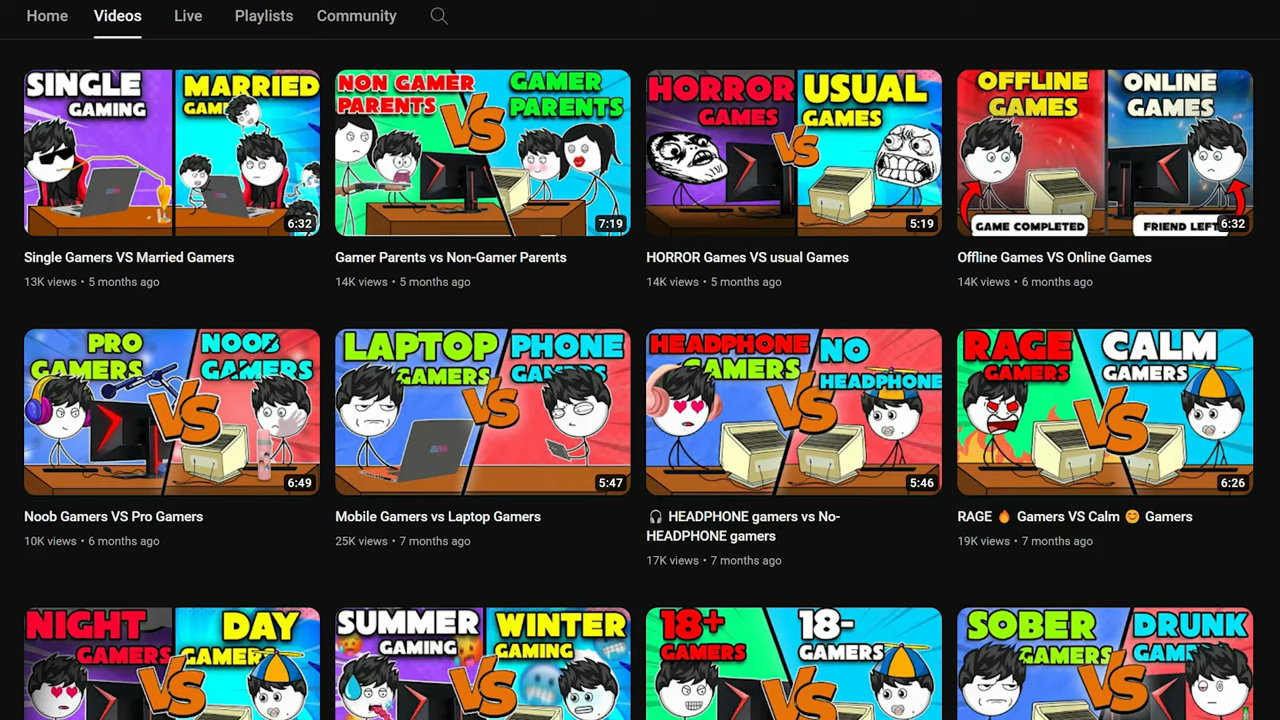 Home Videos Live Playlists Community
SINGLE
GAMING
MARRIED
6:32
NON GAMER
PARENTS
VS
GAMER
PARENTS
7:19
HORROR
GAMES
VS
USUAL
GAMES
5:19
OFFLINE
GAMES
GAME COMPLETED
ONLINE
GAMES
FRIEND LEFT
6:32
Single Gamers VS Married Gamers
13K views • 5 months ago
Gamer Parents vs Non-Gamer Parents
14K views • 5 months ago
HORROR Games VS usual Games
14K views • 5 months ago
Offline Games VS Online Games
14K views • 6 months ago
PRO
GAMERS
VS
NOOB
GAMERS
6:49
LAPTOP
GAMERS
VS
PHONE
5:47
HEADPHONE
GAMERS
VS
NO
HEADPHONE
5:46
RAGE
GAMERS
VS
CALM
GAMERS
6:26
Noob Gamers VS Pro Gamers
10K views • 6 months ago
Mobile Gamers vs Laptop Gamers
25K views • 7 months ago
🎧 HEADPHONE gamers vs No-
HEADPHONE gamers
17K views • 7 months ago
RAGE 🔥 Gamers VS Calm 😊 Gamers
19K views • 7 months ago
NIGHT
GAMERS
VS
DAY
GAMERS
SUMMER
GAMING
VS
WINTER
GAMING
18+
GAMERS
VS
18-
GAMERS
SOBER
GAMERS
VS
DRUNK